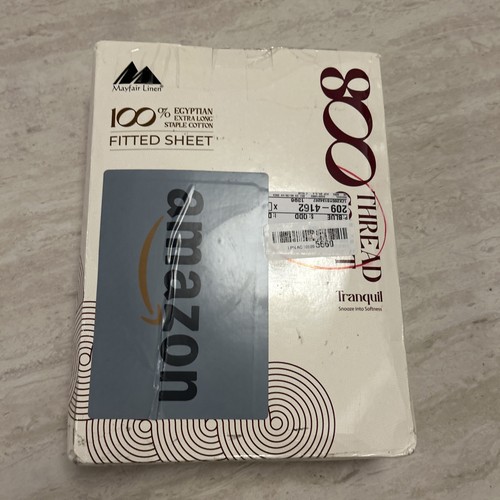 Mayfair Linen
100% EGYPTIAN
EXTRA LONG
STAPLE COTTON
FITTED SHEET
800
THREAD
Tranquil
Snooze Into Softness
amazon
209-4162
5660